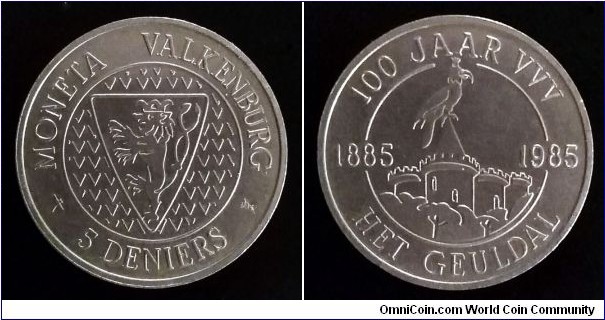 MONETA VALKENBURG
5 DENIERS
100 JAAR VVV
1885 1985
HET GEULDAL
OmniCoin.com World Coin Community